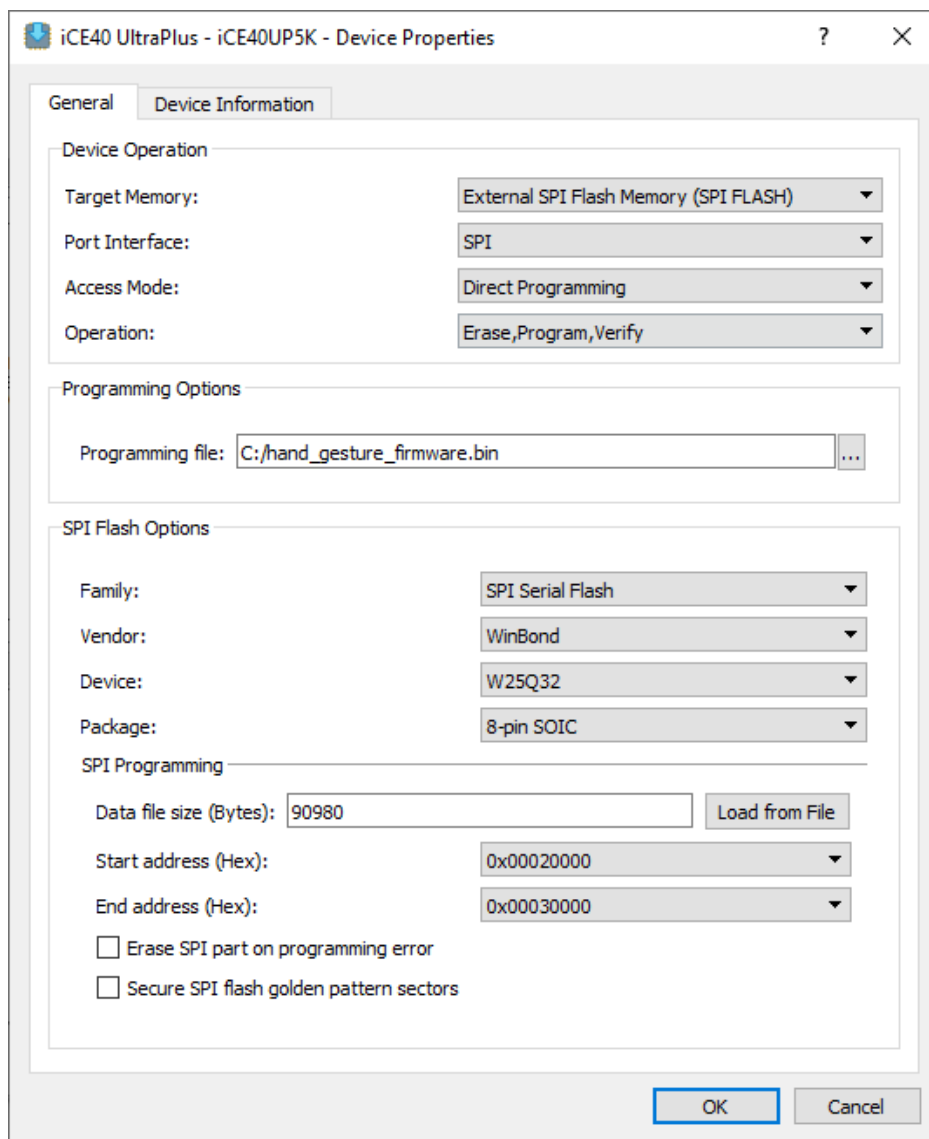 iCE40 UltraPlus - iCE40UP5K - Device Properties ?
General Device Information
Device Operation
Target Memory: External SPI Flash Memory (SPI FLASH)
Port Interface: SPI
Access Mode: Direct Programming
Operation: Erase,Program,Verify
Programming Options
Programming file: C:/hand_gesture_firmware.bin ...
SPI Flash Options
Family: SPI Serial Flash
Vendor: WinBond
Device: W25Q32
Package: 8-pin SOIC
SPI Programming
Data file size (Bytes): 90980 Load from File
Start address (Hex): 0x00020000
End address (Hex): 0x00030000
Erase SPI part on programming error
Secure SPI flash golden pattern sectors
OK Cancel